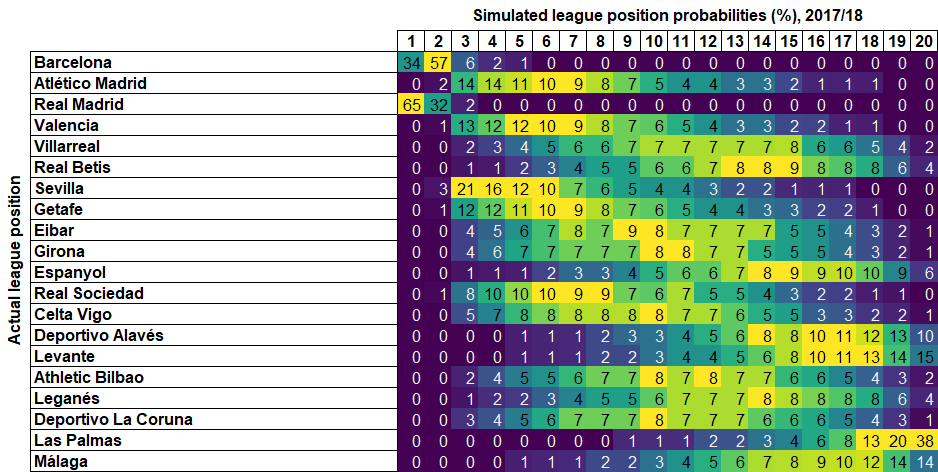 Simulated league position probabilities (%), 2017/18
1 2 3 4 5 6 7 8 9 10 11 12 13 14 15 16 17 18 19 20
Actual league position
Barcelona 34 57 6 2 1 0 0 0 0 0 0 0 0 0 0 0 0 0 0 0
Atlético Madrid 0 2 14 14 11 10 9 8 7 5 4 4 3 3 2 1 1 1 0 0
Real Madrid 65 32 2 0 0 0 0 0 0 0 0 0 0 0 0 0 0 0 0 0
Valencia 0 1 13 12 12 10 9 8 7 6 5 4 3 3 2 2 1 1 0 0
Villarreal 0 0 2 3 4 5 6 6 7 7 7 7 7 7 8 6 6 5 4 2
Real Betis 0 0 1 1 2 3 4 5 5 6 6 7 8 8 9 8 8 8 6 4
Sevilla 0 3 21 16 12 10 7 6 5 4 4 3 2 2 1 1 1 0 0 0
Getafe 0 1 12 12 11 10 9 8 7 6 5 4 4 3 3 2 2 1 0 0
Eibar 0 0 4 5 6 7 8 7 9 8 7 7 7 7 5 5 4 3 2 1
Girona 0 0 4 6 7 7 7 7 7 8 8 7 7 5 5 5 4 3 2 1
Espanyol 0 0 1 1 1 2 3 3 4 5 6 6 7 8 9 9 10 10 9 6
Real Sociedad 0 1 8 10 10 10 9 9 7 6 7 5 5 4 3 2 2 1 1 0
Celta Vigo 0 0 5 7 8 8 8 8 8 8 7 7 6 5 5 3 3 2 2 1
Deportivo Alavés 0 0 0 0 1 1 1 2 3 3 4 5 6 8 8 10 11 12 13 10
Levante 0 0 0 0 1 1 1 2 2 3 4 4 5 6 8 10 11 13 14 15
Athletic Bilbao 0 0 2 4 5 5 6 7 7 8 7 8 7 7 6 6 5 4 3 2
Leganés 0 0 1 2 2 3 4 5 5 6 7 7 7 8 8 8 8 8 6 4
Deportivo La Coruna 0 0 3 4 5 6 7 7 7 8 7 7 7 6 6 6 5 4 3 1
Las Palmas 0 0 0 0 0 0 0 0 1 1 1 2 2 3 4 6 8 13 20 38
Málaga 0 0 0 0 1 1 1 2 2 3 4 5 6 7 8 9 10 12 14 14